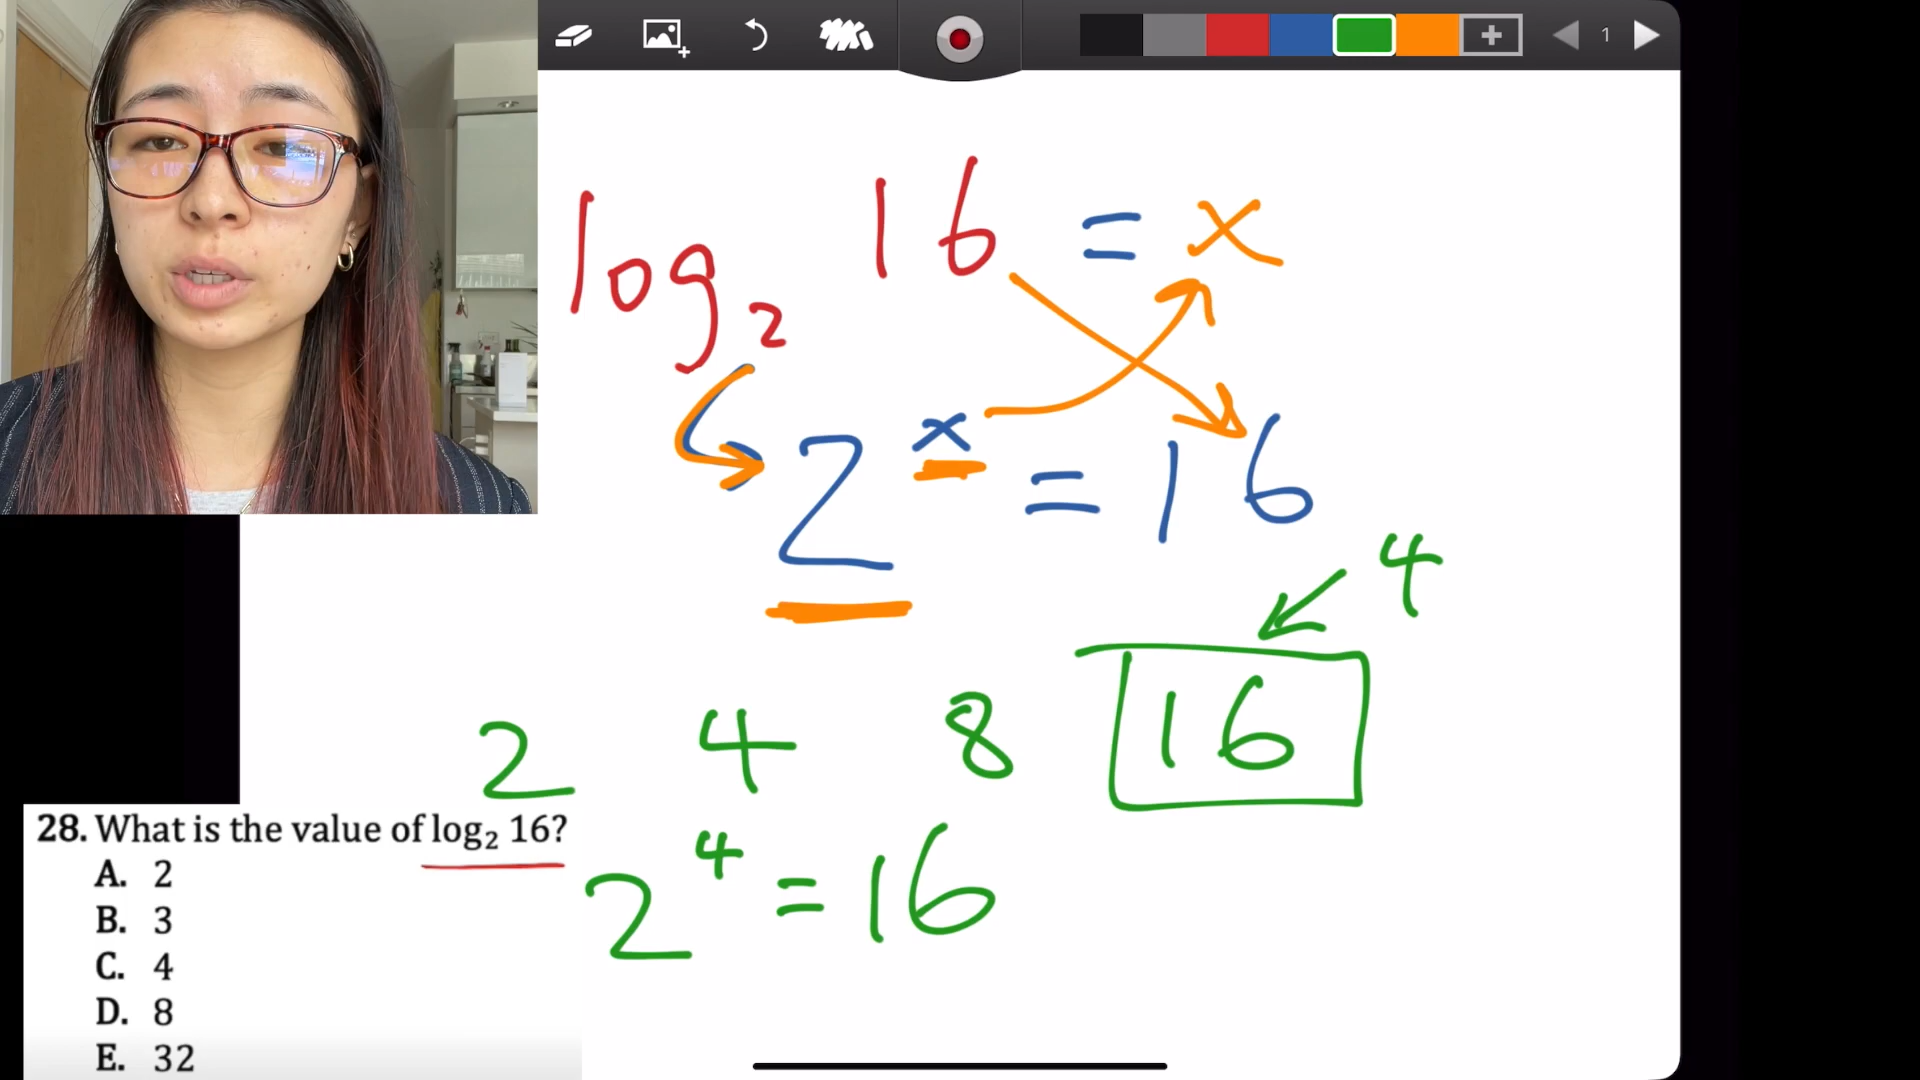 1
log₂ 16 = x
2ˣ = 16
4
2 4 8 16
2⁴ = 16
28. What is the value of log₂ 16?
A. 2
B. 3
C. 4
D. 8
E. 32